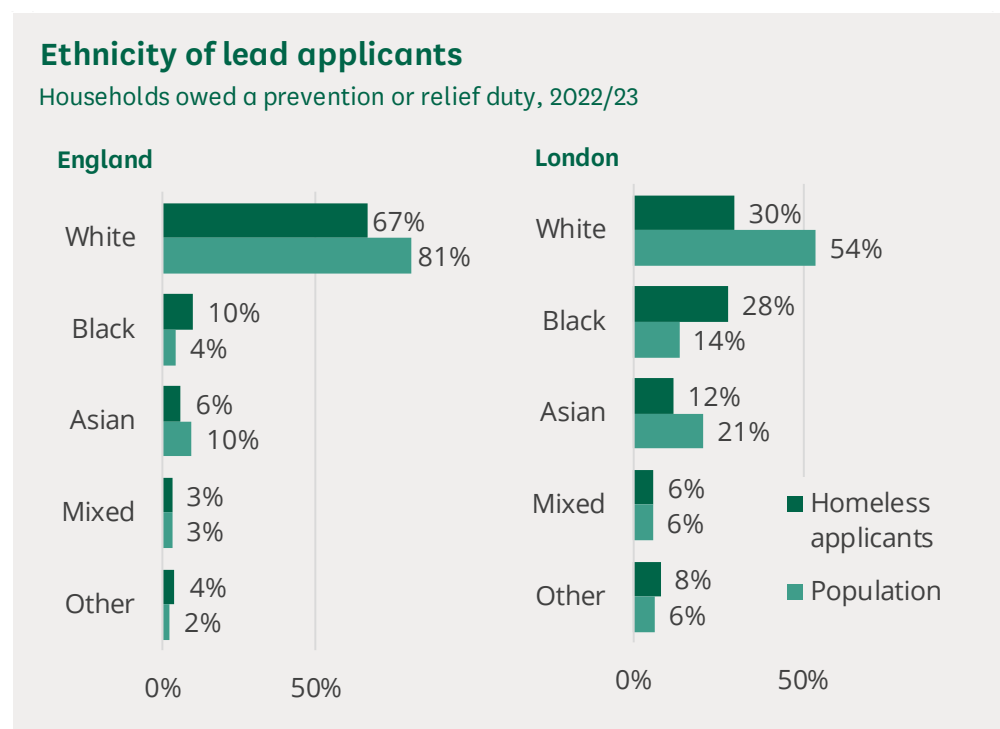 Ethnicity of lead applicants
Households owed a prevention or relief duty, 2022/23
England
White
67%
81%
Black
10%
4%
Asian
6%
10%
Mixed
3%
3%
Other
4%
2%
0%
50%
London
White
30%
54%
Black
28%
14%
Asian
12%
21%
Mixed
6%
6%
Other
8%
6%
0%
50%
Homeless
applicants
Population